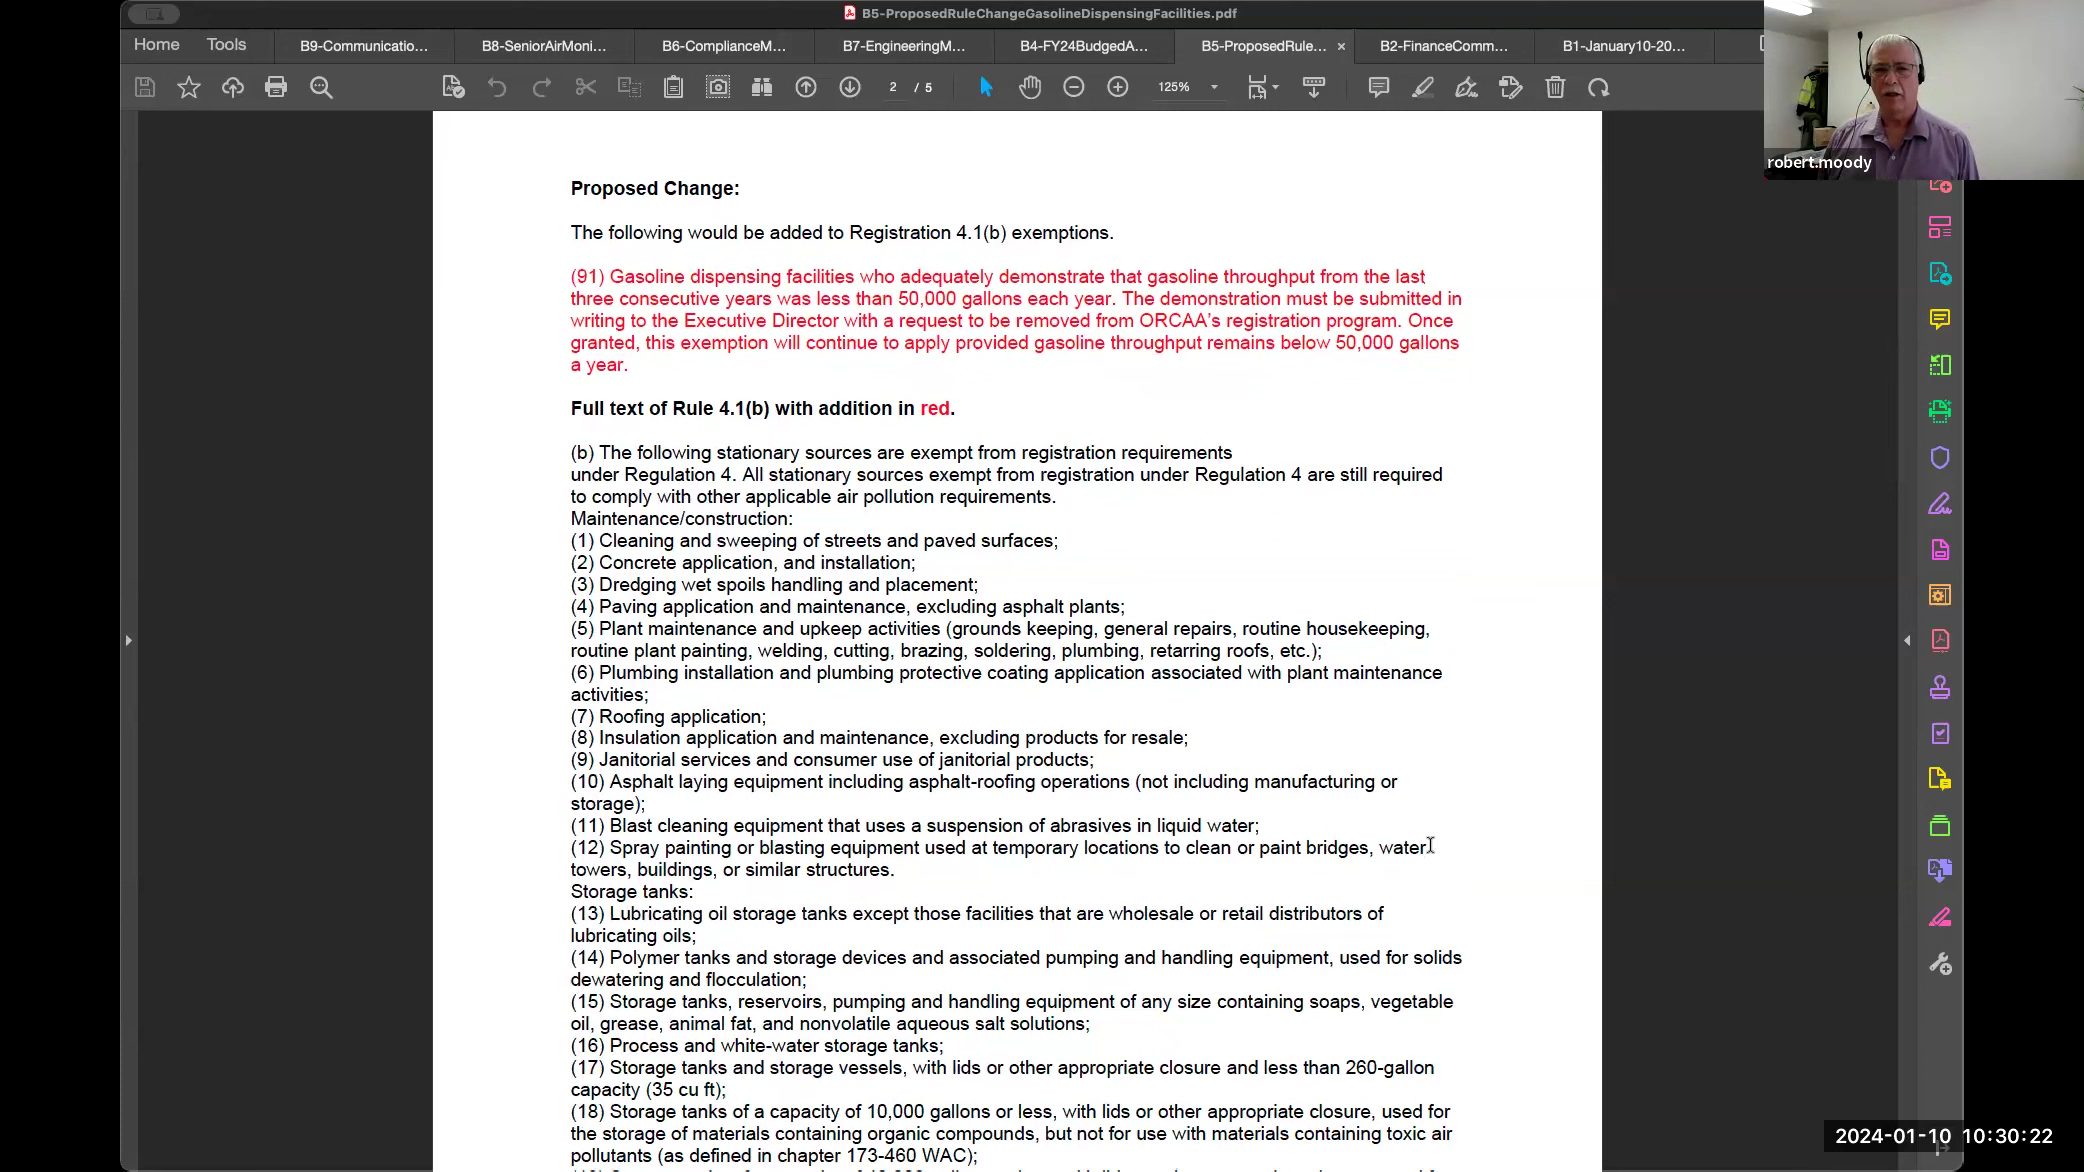 B5-ProposedRuleChangeGasolineDispensingFacilities.pdf
Home Tools B9-Communicatio... B8-SeniorAirMoni... B6-ComplianceM... B7-EngineeringM... B4-FY24BudgedA... B5-ProposedRule... × B2-FinanceComm... B1-January10-20...
2 / 5 125%
robert.moody
Proposed Change:
The following would be added to Registration 4.1(b) exemptions.
(91) Gasoline dispensing facilities who adequately demonstrate that gasoline throughput from the last
three consecutive years was less than 50,000 gallons each year. The demonstration must be submitted in
writing to the Executive Director with a request to be removed from ORCAA's registration program. Once
granted, this exemption will continue to apply provided gasoline throughput remains below 50,000 gallons
a year.
Full text of Rule 4.1(b) with addition in red.
(b) The following stationary sources are exempt from registration requirements
under Regulation 4. All stationary sources exempt from registration under Regulation 4 are still required
to comply with other applicable air pollution requirements.
Maintenance/construction:
(1) Cleaning and sweeping of streets and paved surfaces;
(2) Concrete application, and installation;
(3) Dredging wet spoils handling and placement;
(4) Paving application and maintenance, excluding asphalt plants;
(5) Plant maintenance and upkeep activities (grounds keeping, general repairs, routine housekeeping,
routine plant painting, welding, cutting, brazing, soldering, plumbing, retarring roofs, etc.);
(6) Plumbing installation and plumbing protective coating application associated with plant maintenance
activities;
(7) Roofing application;
(8) Insulation application and maintenance, excluding products for resale;
(9) Janitorial services and consumer use of janitorial products;
(10) Asphalt laying equipment including asphalt-roofing operations (not including manufacturing or
storage);
(11) Blast cleaning equipment that uses a suspension of abrasives in liquid water;
(12) Spray painting or blasting equipment used at temporary locations to clean or paint bridges, water
towers, buildings, or similar structures.
Storage tanks:
(13) Lubricating oil storage tanks except those facilities that are wholesale or retail distributors of
lubricating oils;
(14) Polymer tanks and storage devices and associated pumping and handling equipment, used for solids
dewatering and flocculation;
(15) Storage tanks, reservoirs, pumping and handling equipment of any size containing soaps, vegetable
oil, grease, animal fat, and nonvolatile aqueous salt solutions;
(16) Process and white-water storage tanks;
(17) Storage tanks and storage vessels, with lids or other appropriate closure and less than 260-gallon
capacity (35 cu ft);
(18) Storage tanks of a capacity of 10,000 gallons or less, with lids or other appropriate closure, used for
the storage of materials containing organic compounds, but not for use with materials containing toxic air
pollutants (as defined in chapter 173-460 WAC);
2024-01-10 10:30:22